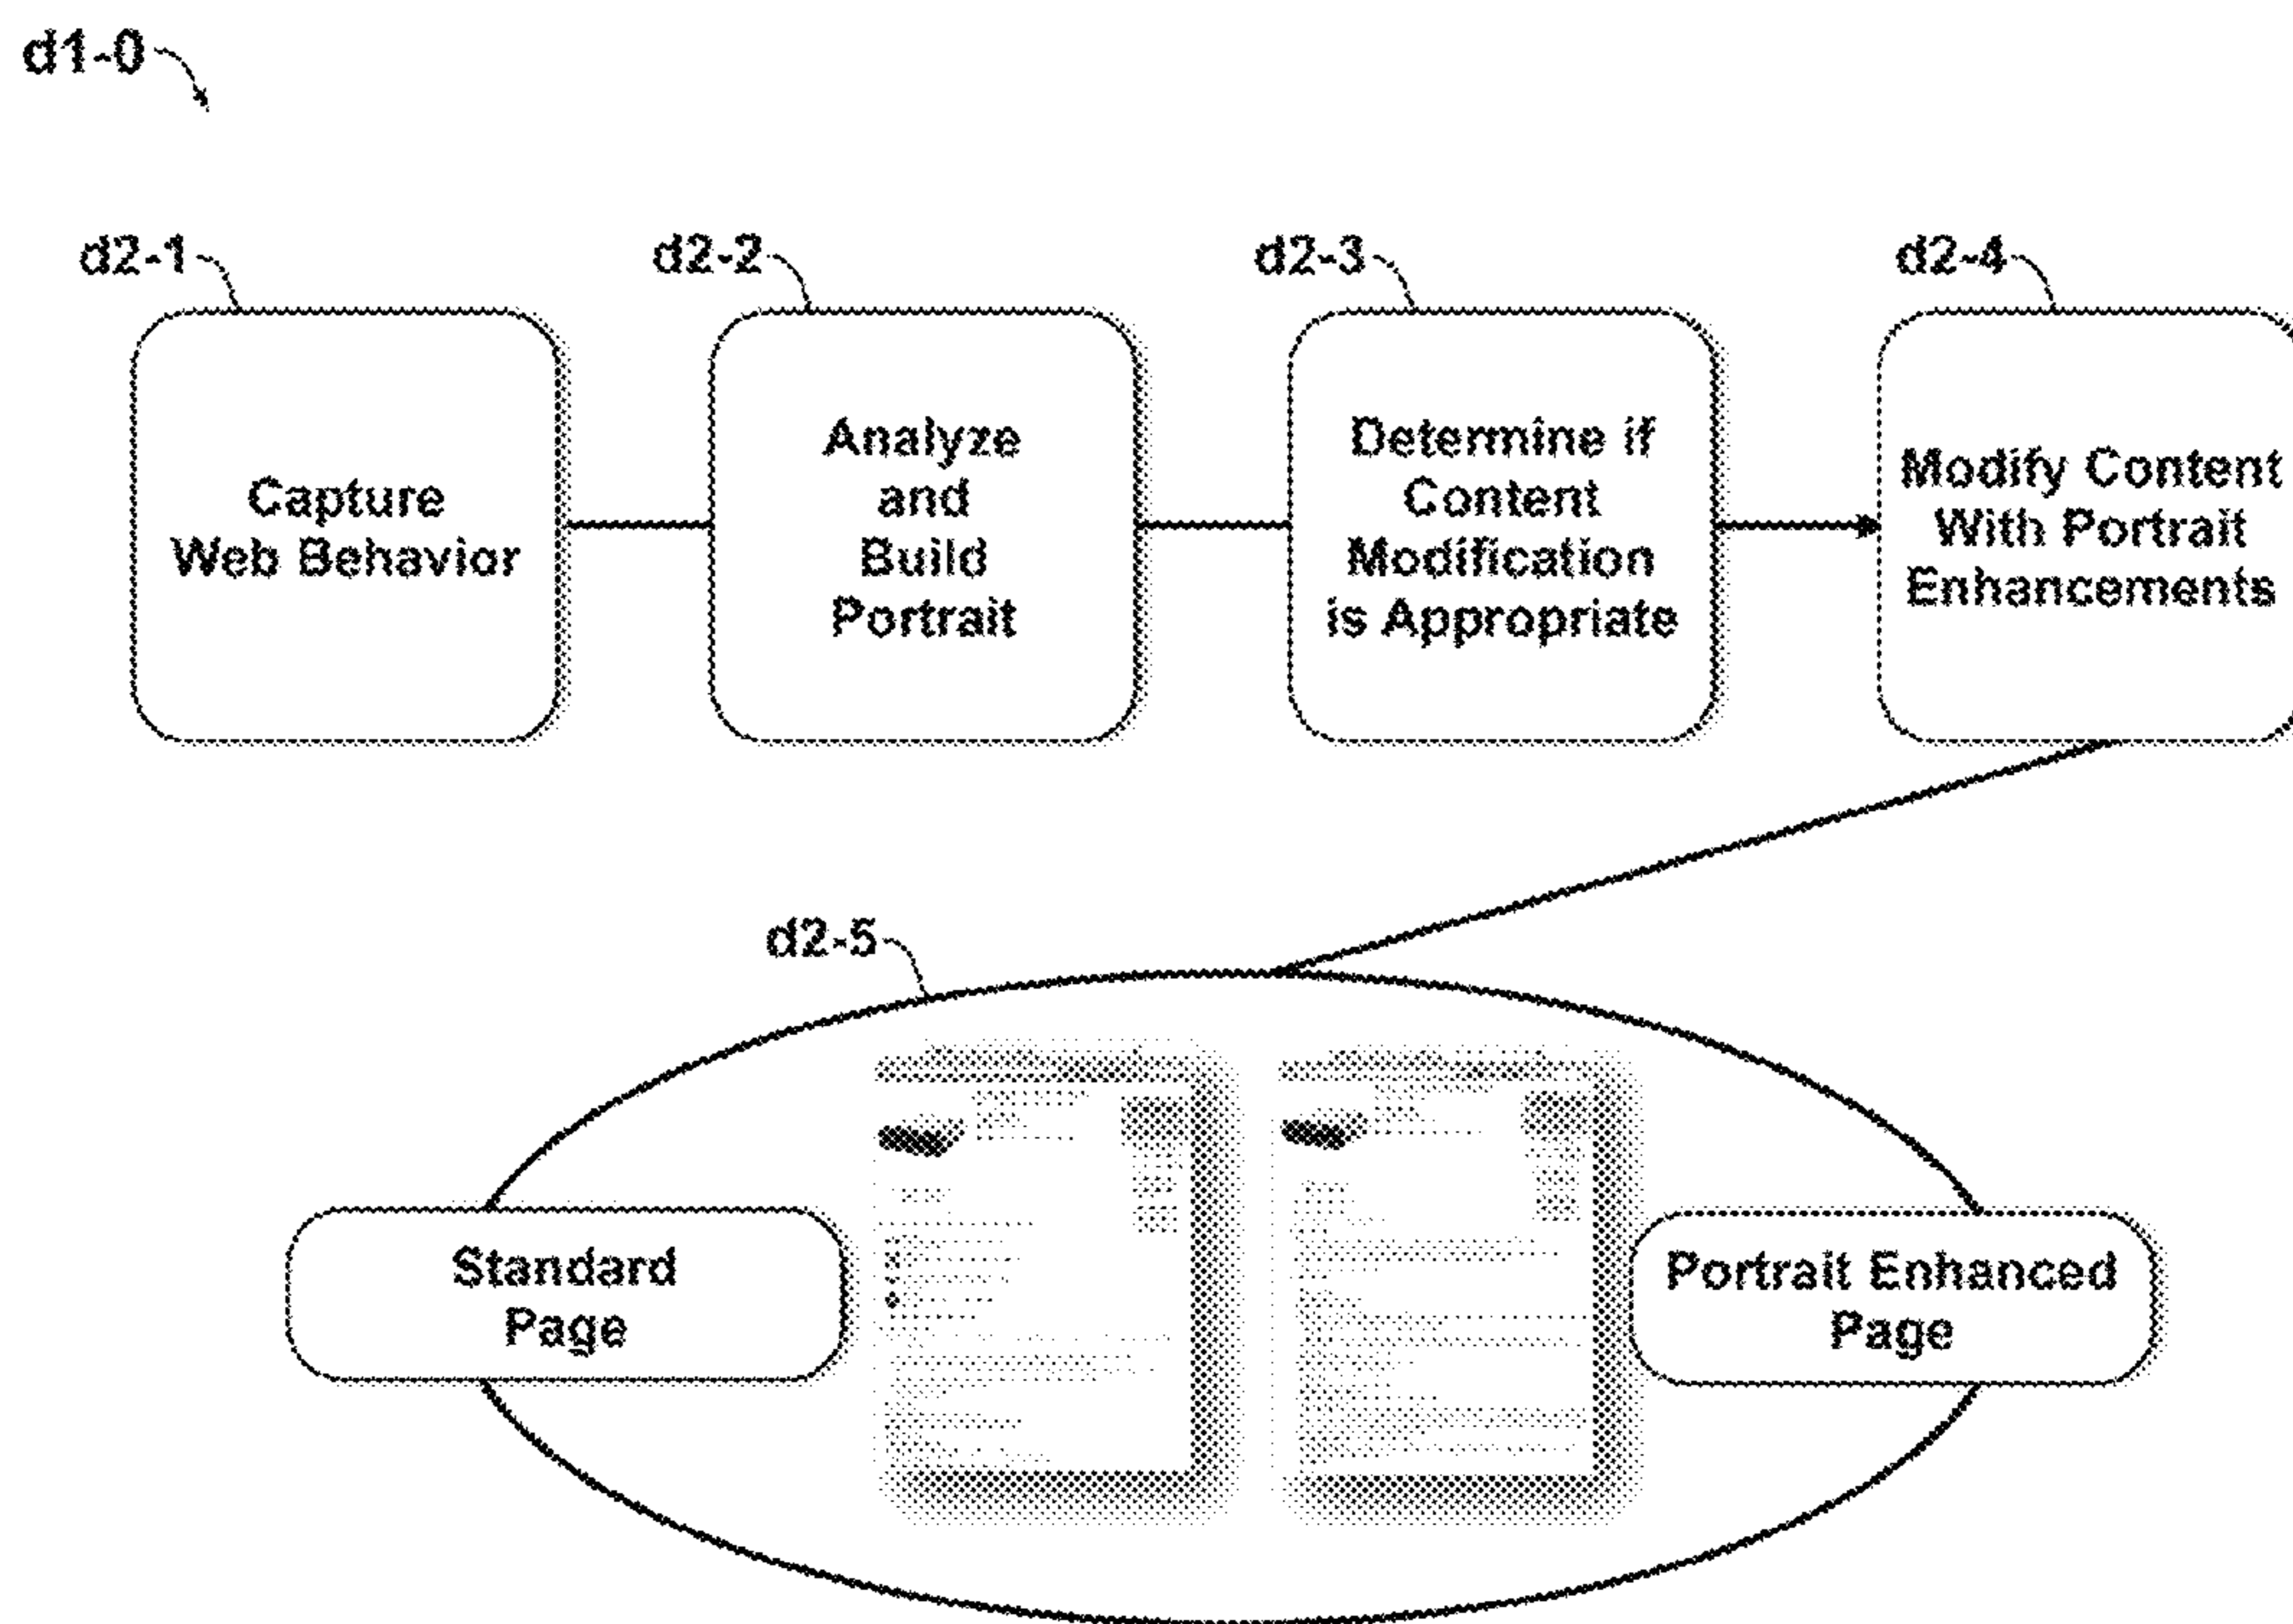 d1-0
d2-1
d2-2
d2-3
d2-4
Capture
Web Behavior
Analyze
and
Build
Portrait
Determine if
Content
Modification
is Appropriate
Modify Content
With Portrait
Enhancements
d2-5
Standard
Page
Portrait Enhanced
Page